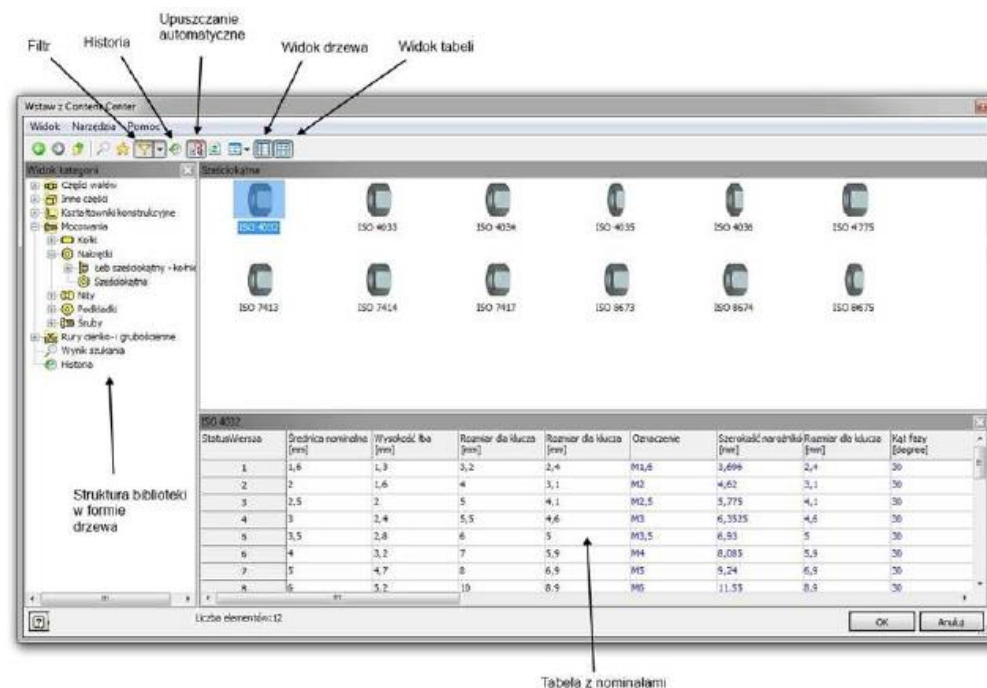 Upuszczanie
automatyczne
Filtr
Historia
Widok drzewa
Widok tabeli
Wstaw z Content Center
Widok Narzędzia Pomoc
Widok kategorii
Części wałów
Inne części
Kształtowniki konstrukcyjne
Mocowania
Kołki
Nakrętki
Łeb sześciokątny - kołnie
Sześciokątna
Nity
Podkładki
Śruby
Rury cienko- i grubościenne
Wynik szukania
Historia
Struktura biblioteki
w formie
drzewa
Sześciokątna
ISO 4032 ISO 4033 ISO 4034 ISO 4035 ISO 4036 ISO 4775
ISO 7413 ISO 7414 ISO 7417 ISO 8673 ISO 8674 ISO 8675
ISO 4032
StatusWiersza Średnica nominalna Wysokość łba Rozmiar dla klucza Rozmiar dla klucza Oznaczenie Szerokość narożnikó Rozmiar dla klucza Kąt fazy
[mm] [mm] [mm] [mm] [mm] [mm] [degree]
1 1,6 1,3 3,2 2,4 M1,6 3,696 2,4 30
2 2 1,6 4 3,1 M2 4,62 3,1 30
3 2,5 2 5 4,1 M2,5 5,775 4,1 30
4 3 2,4 5,5 4,6 M3 6,3525 4,6 30
5 3,5 2,8 6 5 M3,5 6,93 5 30
6 4 3,2 7 5,9 M4 8,085 5,9 30
7 5 4,7 8 6,9 M5 9,24 6,9 30
8 6 5,2 10 8,9 M6 11,55 8,9 30
Liczba elementów:12
OK Anuluj
Tabela z nominałami